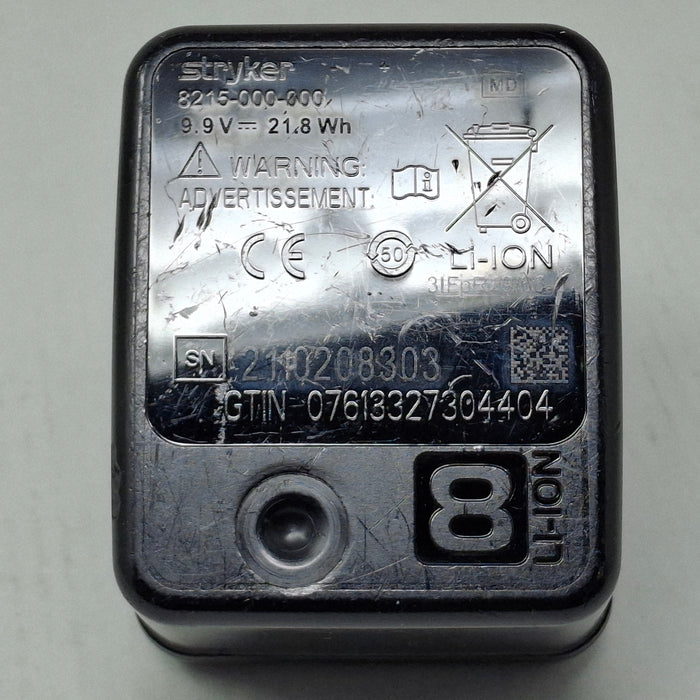 stryker
MD
8215-000-000
9.9 V 21.8 Wh
WARNING:
ADVERTISSEMENT:
CE 50 LI-ION
SN 2110208303
GTIN 07613327304404
8 LI-ION